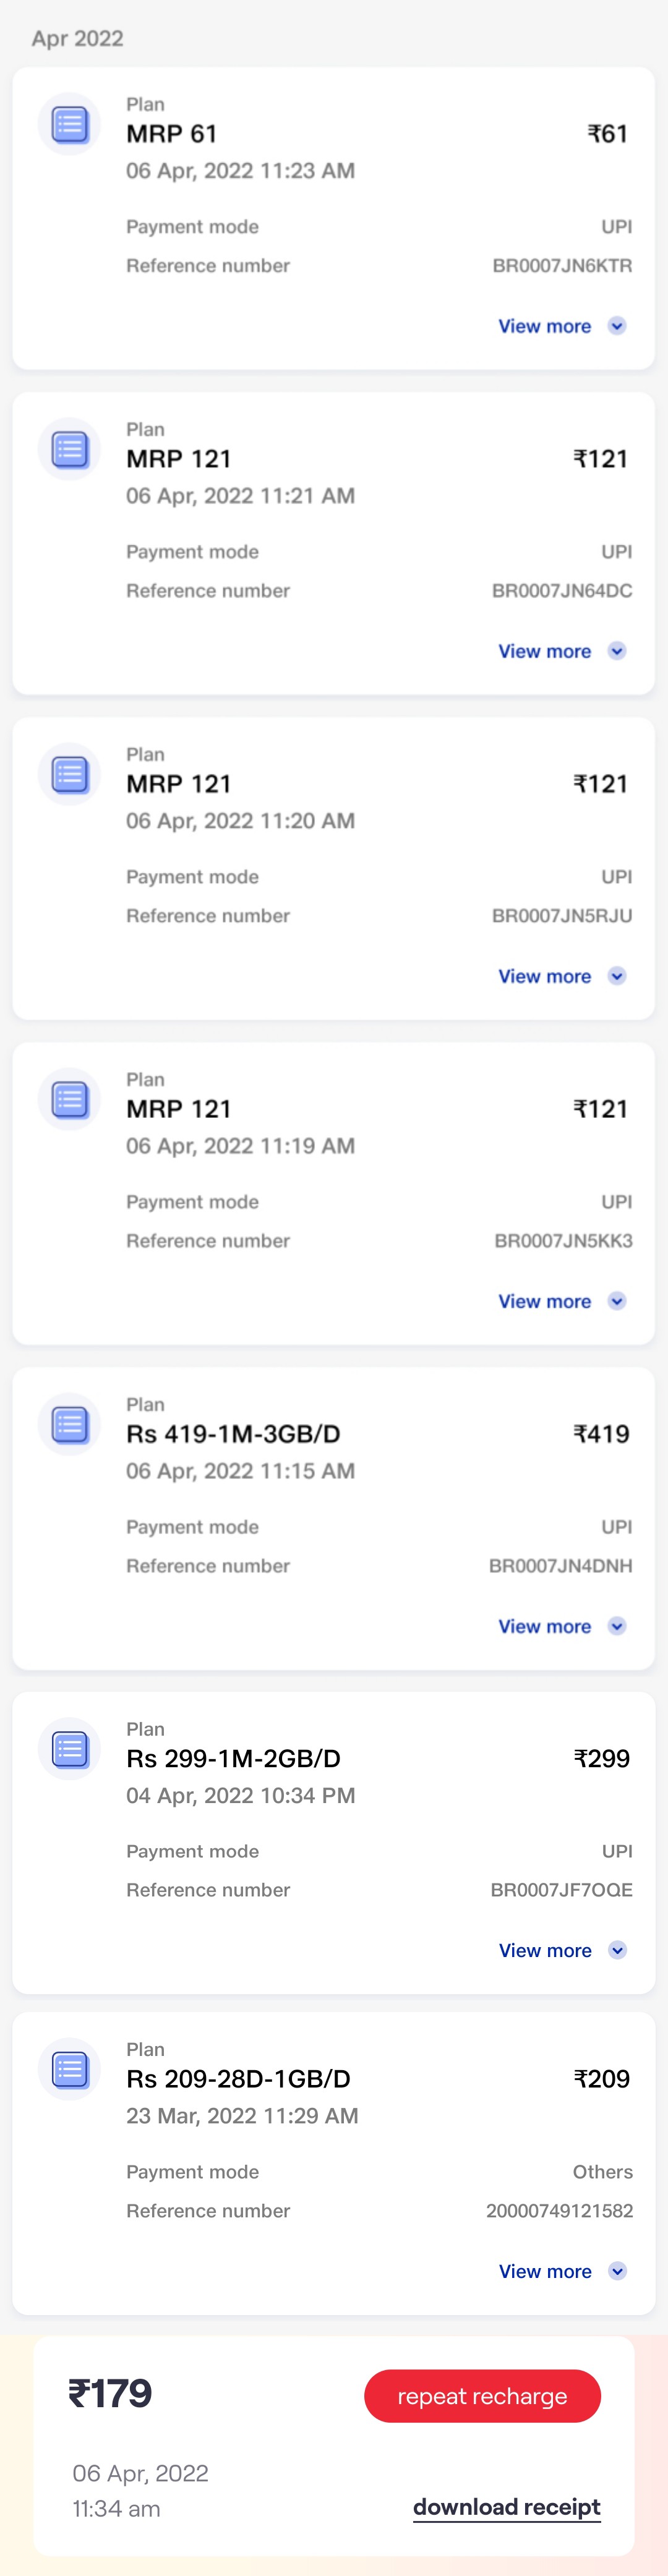 Apr 2022
Plan
MRP 61 ₹61
06 Apr, 2022 11:23 AM
Payment mode UPI
Reference number BR0007JN6KTR
View more
Plan
MRP 121 ₹121
06 Apr, 2022 11:21 AM
Payment mode UPI
Reference number BR0007JN64DC
View more
Plan
MRP 121 ₹121
06 Apr, 2022 11:20 AM
Payment mode UPI
Reference number BR0007JN5RJU
View more
Plan
MRP 121 ₹121
06 Apr, 2022 11:19 AM
Payment mode UPI
Reference number BR0007JN5KK3
View more
Plan
Rs 419-1M-3GB/D ₹419
06 Apr, 2022 11:15 AM
Payment mode UPI
Reference number BR0007JN4DNH
View more
Plan
Rs 299-1M-2GB/D ₹299
04 Apr, 2022 10:34 PM
Payment mode UPI
Reference number BR0007JF7OQE
View more
Plan
Rs 209-28D-1GB/D ₹209
23 Mar, 2022 11:29 AM
Payment mode Others
Reference number 20000749121582
View more
₹179 repeat recharge
06 Apr, 2022
11:34 am download receipt